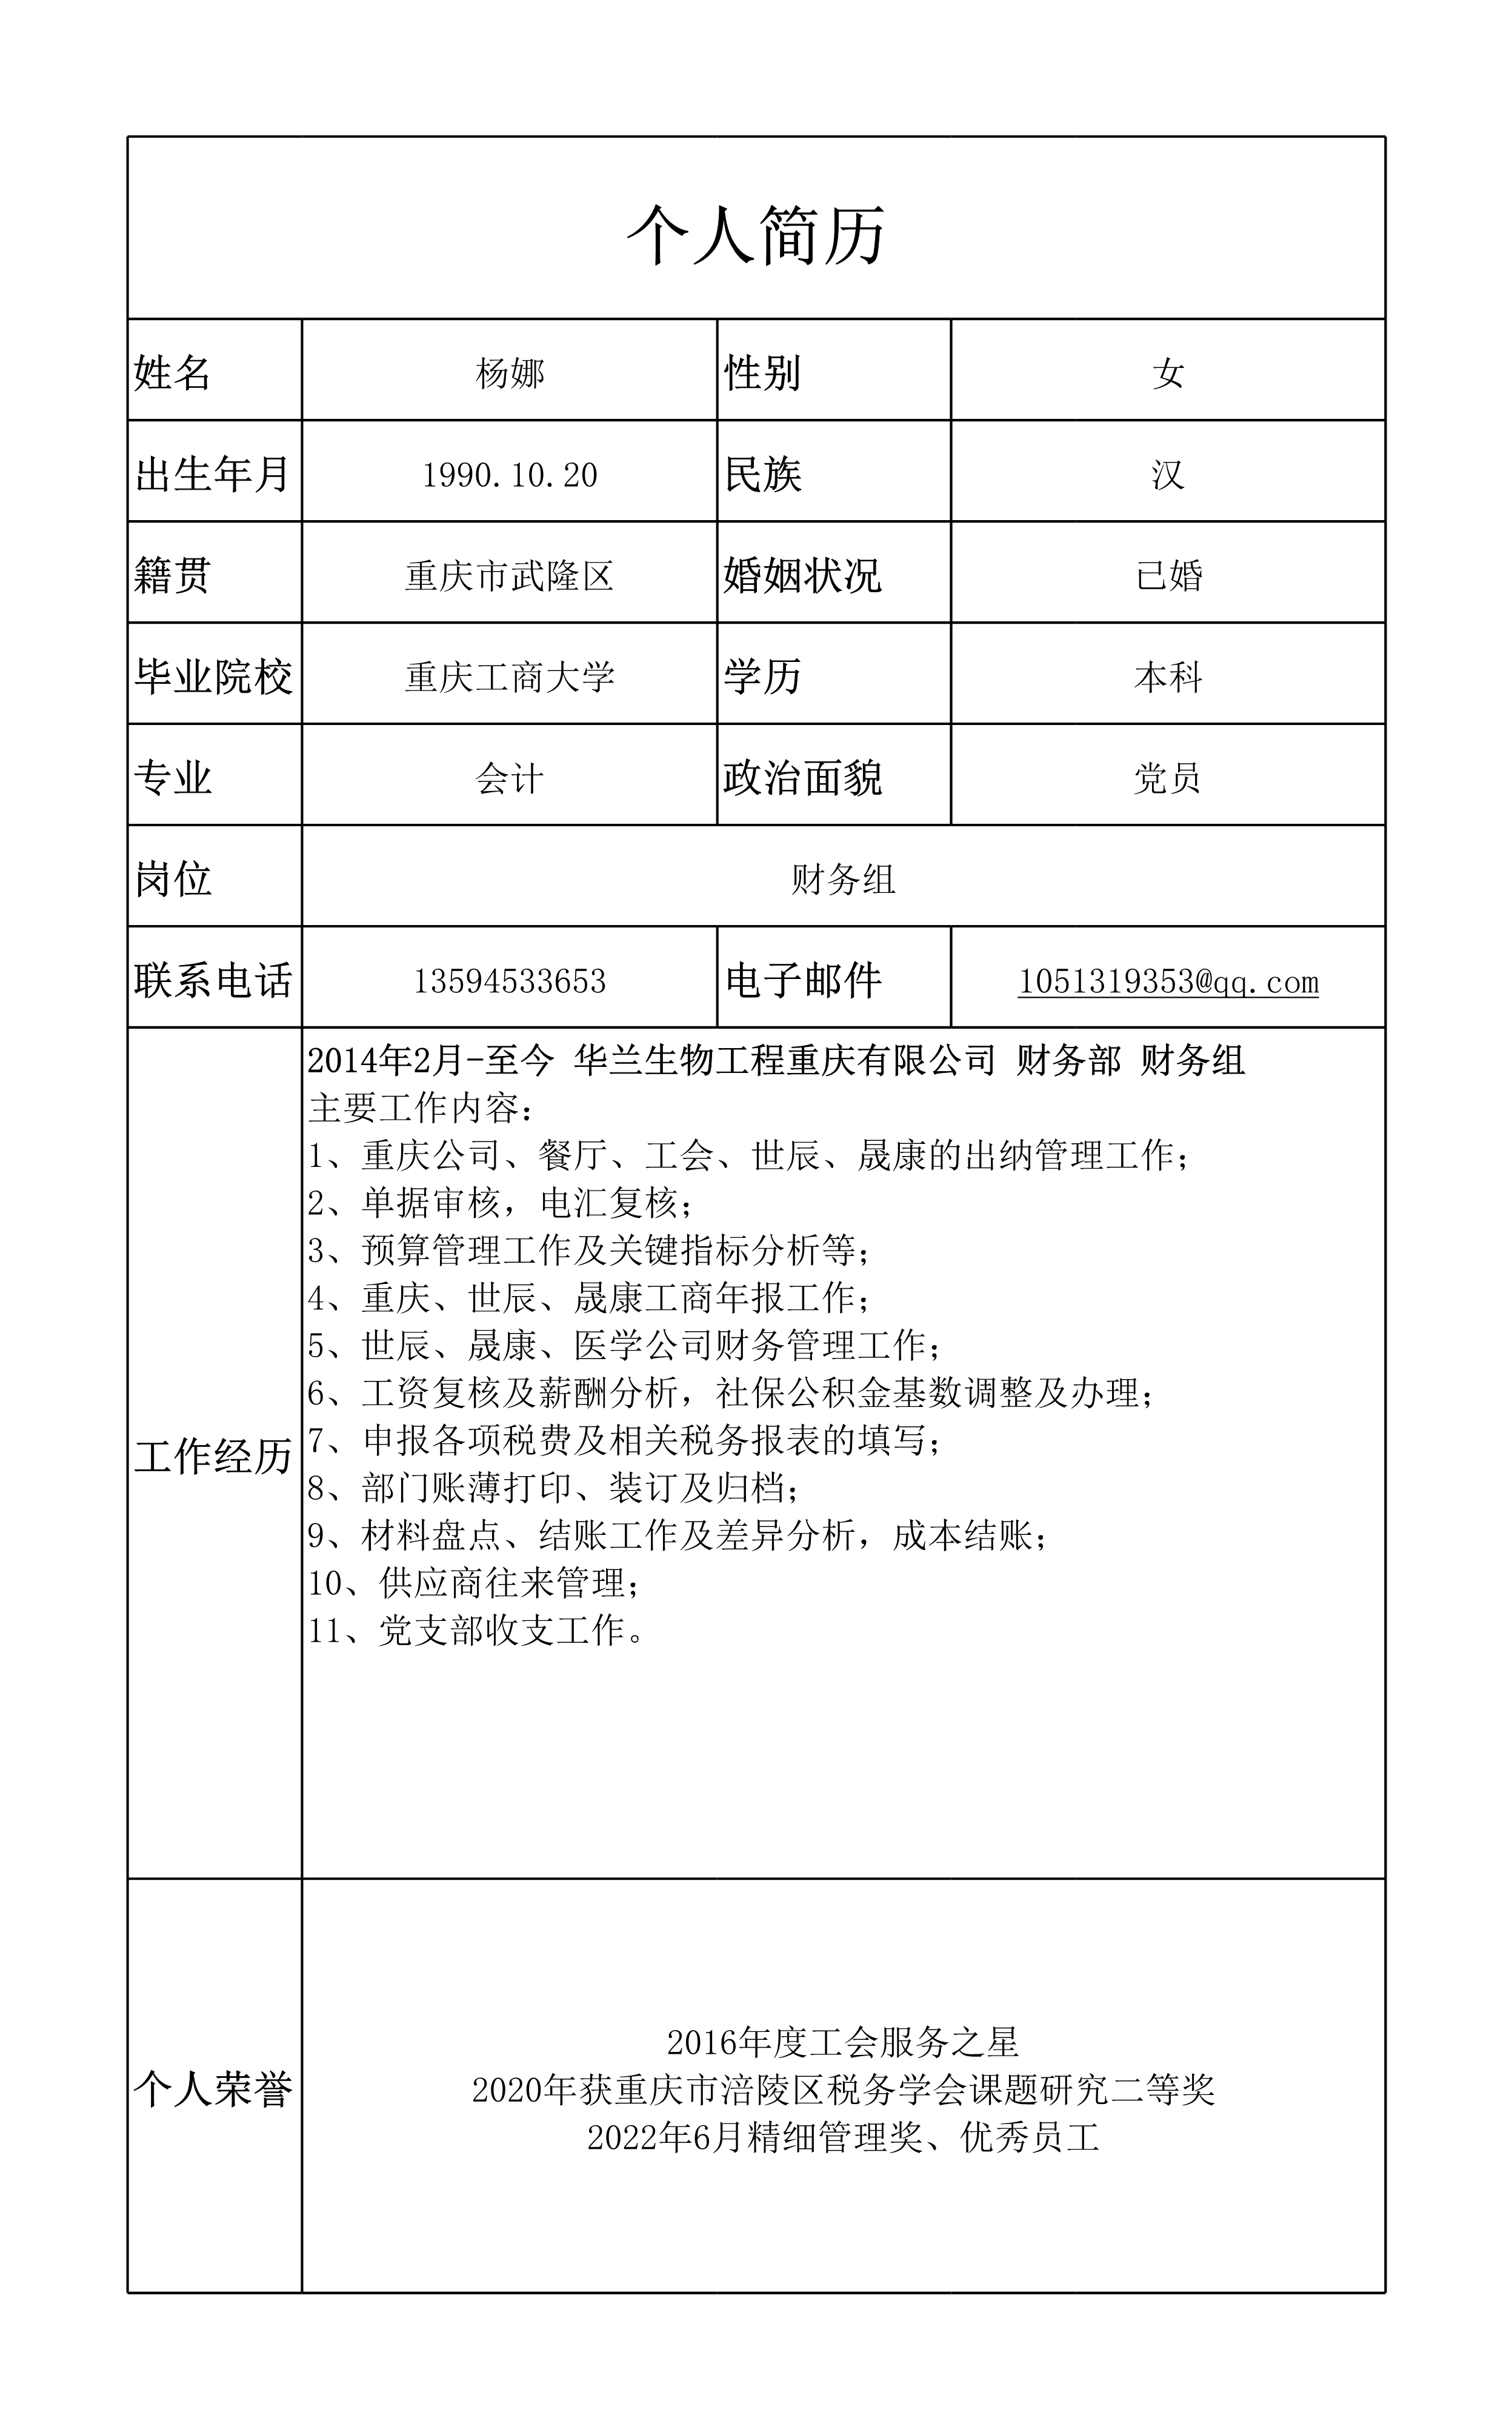 个人简历
姓名 杨娜 性别 女
出生年月 1990.10.20 民族 汉
籍贯 重庆市武隆区 婚姻状况 已婚
毕业院校 重庆工商大学 学历 本科
专业 会计 政治面貌 党员
岗位 财务组
联系电话 13594533653 电子邮件 1051319353@qq.com
工作经历
2014年2月-至今 华兰生物工程重庆有限公司 财务部 财务组
主要工作内容：
1、重庆公司、餐厅、工会、世辰、晟康的出纳管理工作；
2、单据审核，电汇复核；
3、预算管理工作及关键指标分析等；
4、重庆、世辰、晟康工商年报工作；
5、世辰、晟康、医学公司财务管理工作；
6、工资复核及薪酬分析，社保公积金基数调整及办理；
7、申报各项税费及相关税务报表的填写；
8、部门账薄打印、装订及归档；
9、材料盘点、结账工作及差异分析，成本结账；
10、供应商往来管理；
11、党支部收支工作。
个人荣誉
2016年度工会服务之星
2020年获重庆市涪陵区税务学会课题研究二等奖
2022年6月精细管理奖、优秀员工